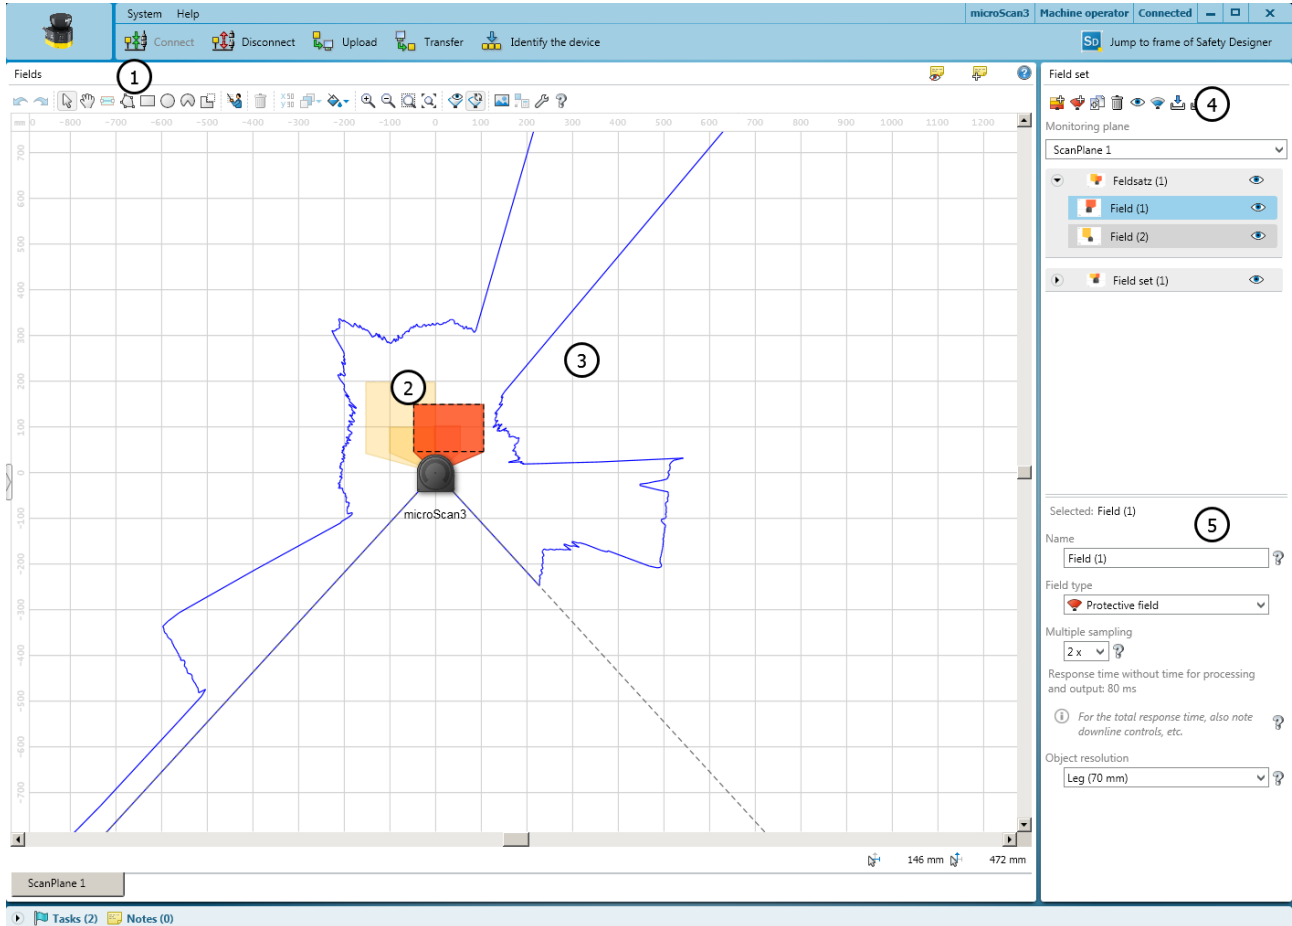 System Help
microScan3 Machine operator Connected
Connect Disconnect Upload Transfer Identify the device
SD Jump to frame of Safety Designer
Fields
Field set
1
4
mm 0 -800 -700 -600 -500 -400 -300 -200 -100 0 100 200 300 400 500 600 700 800 900 1000 1100 1200
700
600
500
400
300
200
100
0
-100
-200
-300
-400
-500
-600
-700
2
3
microScan3
Monitoring plane
ScanPlane 1
Feldsatz (1)
Field (1)
Field (2)
Field set (1)
Selected: Field (1)
5
Name
Field (1)
Field type
Protective field
Multiple sampling
2 x
Response time without time for processing
and output: 80 ms
For the total response time, also note
downline controls, etc.
Object resolution
Leg (70 mm)
146 mm 472 mm
ScanPlane 1
Tasks (2) Notes (0)